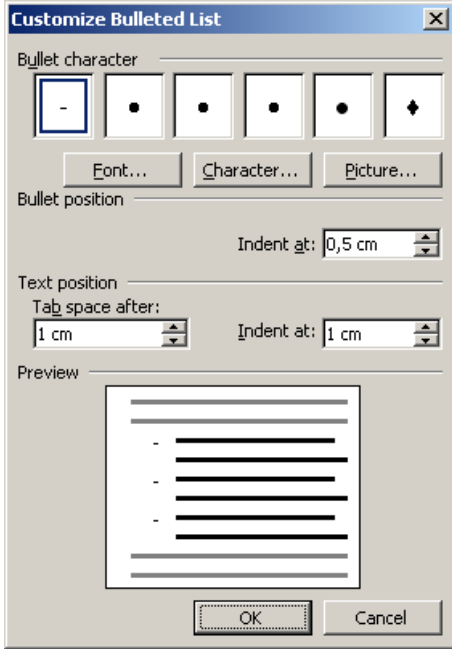 Customize Bulleted List
Bullet character
Font... Character... Picture...
Bullet position
Indent at: 0,5 cm
Text position
Tab space after:
1 cm Indent at: 1 cm
Preview
OK Cancel